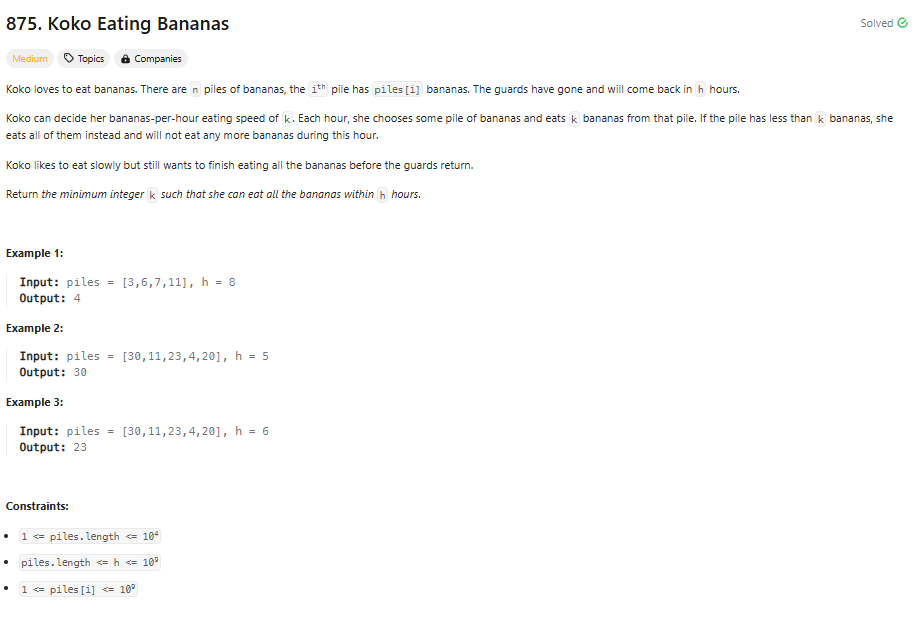 875. Koko Eating Bananas
Solved
Medium Topics Companies
Koko loves to eat bananas. There are n piles of bananas, the iᵗʰ pile has piles[i] bananas. The guards have gone and will come back in h hours.
Koko can decide her bananas-per-hour eating speed of k. Each hour, she chooses some pile of bananas and eats k bananas from that pile. If the pile has less than k bananas, she
eats all of them instead and will not eat any more bananas during this hour.
Koko likes to eat slowly but still wants to finish eating all the bananas before the guards return.
Return the minimum integer k such that she can eat all the bananas within h hours.
Example 1:
Input: piles = [3,6,7,11], h = 8
Output: 4
Example 2:
Input: piles = [30,11,23,4,20], h = 5
Output: 30
Example 3:
Input: piles = [30,11,23,4,20], h = 6
Output: 23
Constraints:
• 1 <= piles.length <= 10⁴
• piles.length <= h <= 10⁹
• 1 <= piles[i] <= 10⁹